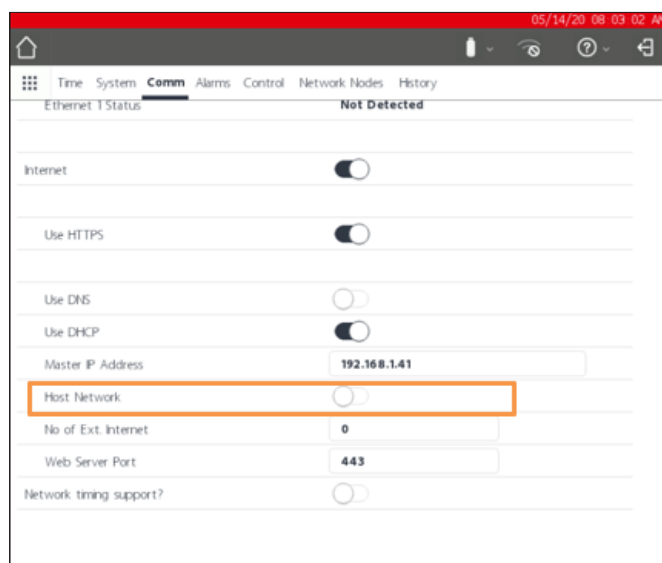 05/14/20 08 03 02 AM
Time System Comm Alarms Control Network Nodes History
Ethernet 1 Status Not Detected
Internet
Use HTTPS
Use DNS
Use DHCP
Master IP Address 192.168.1.41
Host Network
No of Ext. Internet 0
Web Server Port 443
Network timing support?